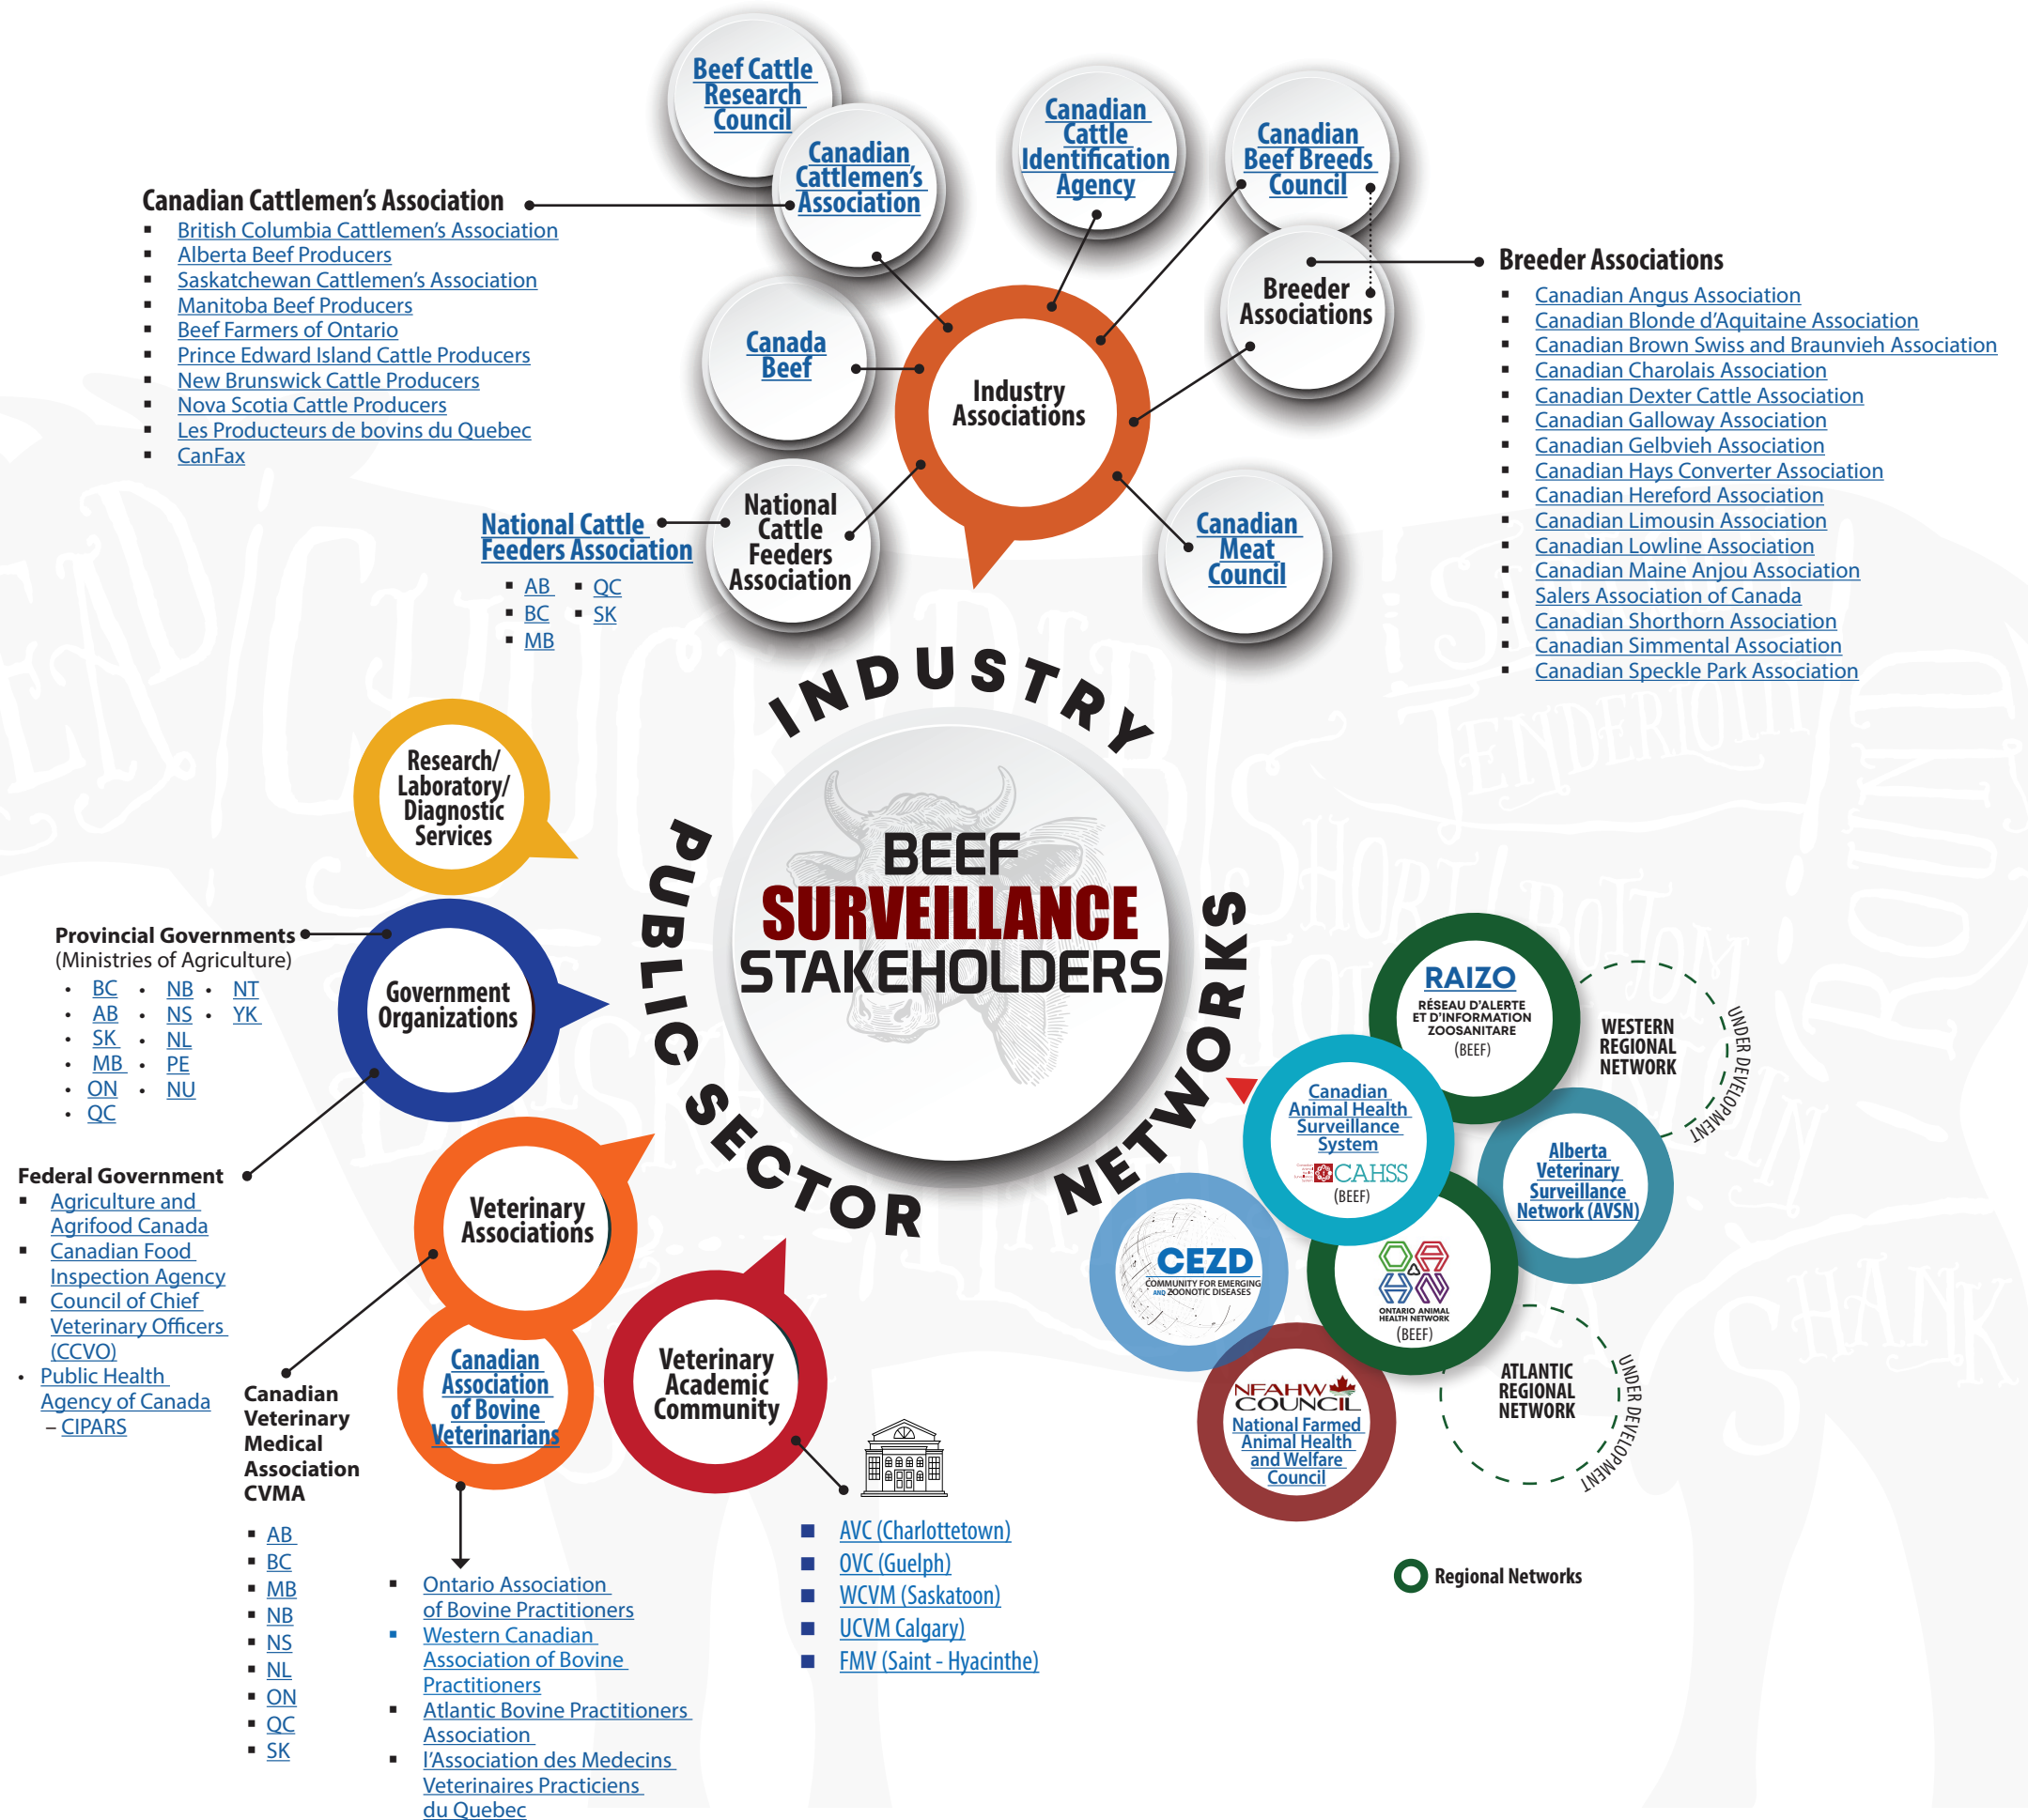 Beef Cattle
Research
Council
Canadian
Cattlemen's
Association
Canadian
Cattle
Identification
Agency
Canadian
Beef Breeds
Council
Canadian Cattlemen's Association
▪ British Columbia Cattlemen's Association
▪ Alberta Beef Producers
▪ Saskatchewan Cattlemen's Association
▪ Manitoba Beef Producers
▪ Beef Farmers of Ontario
▪ Prince Edward Island Cattle Producers
▪ New Brunswick Cattle Producers
▪ Nova Scotia Cattle Producers
▪ Les Producteurs de bovins du Quebec
▪ CanFax
Canada
Beef
Industry
Associations
Breeder
Associations
Breeder Associations
▪ Canadian Angus Association
▪ Canadian Blonde d'Aquitaine Association
▪ Canadian Brown Swiss and Braunvieh Association
▪ Canadian Charolais Association
▪ Canadian Dexter Cattle Association
▪ Canadian Galloway Association
▪ Canadian Gelbvieh Association
▪ Canadian Hays Converter Association
▪ Canadian Hereford Association
▪ Canadian Limousin Association
▪ Canadian Lowline Association
▪ Canadian Maine Anjou Association
▪ Salers Association of Canada
▪ Canadian Shorthorn Association
▪ Canadian Simmental Association
▪ Canadian Speckle Park Association
National Cattle
Feeders Association
▪ AB ▪ QC
▪ BC ▪ SK
▪ MB
National
Cattle
Feeders
Association
Canadian
Meat
Council
INDUSTRY
PUBLIC SECTOR
NETWORKS
BEEF
SURVEILLANCE
STAKEHOLDERS
Research/
Laboratory/
Diagnostic
Services
Provincial Governments
(Ministries of Agriculture)
• BC • NB • NT
• AB • NS • YK
• SK • NL
• MB • PE
• ON • NU
• QC
Government
Organizations
Federal Government
▪ Agriculture and
Agrifood Canada
▪ Canadian Food
Inspection Agency
▪ Council of Chief
Veterinary Officers
(CCVO)
• Public Health
Agency of Canada
– CIPARS
Veterinary
Associations
Canadian
Veterinary
Medical
Association
CVMA
▪ AB
▪ BC
▪ MB
▪ NB
▪ NS
▪ NL
▪ ON
▪ QC
▪ SK
Canadian
Association
of Bovine
Veterinarians
▪ Ontario Association
of Bovine Practitioners
▪ Western Canadian
Association of Bovine
Practitioners
▪ Atlantic Bovine Practitioners
Association
▪ l'Association des Medecins
Veterinaires Practiciens
du Quebec
Veterinary
Academic
Community
■ AVC (Charlottetown)
■ OVC (Guelph)
■ WCVM (Saskatoon)
■ UCVM Calgary)
■ FMV (Saint - Hyacinthe)
RAIZO
RÉSEAU D'ALERTE
ET D'INFORMATION
ZOOSANITARE
(BEEF)
WESTERN
REGIONAL
NETWORK
UNDER DEVELOPMENT
Canadian
Animal Health
Surveillance
System
CAHSS
(BEEF)
Alberta
Veterinary
Surveillance
Network (AVSN)
CEZD
COMMUNITY FOR EMERGING
AND ZOONOTIC DISEASES
OAHN
ONTARIO ANIMAL
HEALTH NETWORK
(BEEF)
NFAHW
COUNCIL
National Farmed
Animal Health
and Welfare
Council
ATLANTIC
REGIONAL
NETWORK
UNDER DEVELOPMENT
Regional Networks
CHUCK
RIB
TENDERLOIN
SHORT
BOTTOM
ROUND
BRISKET
SHANK